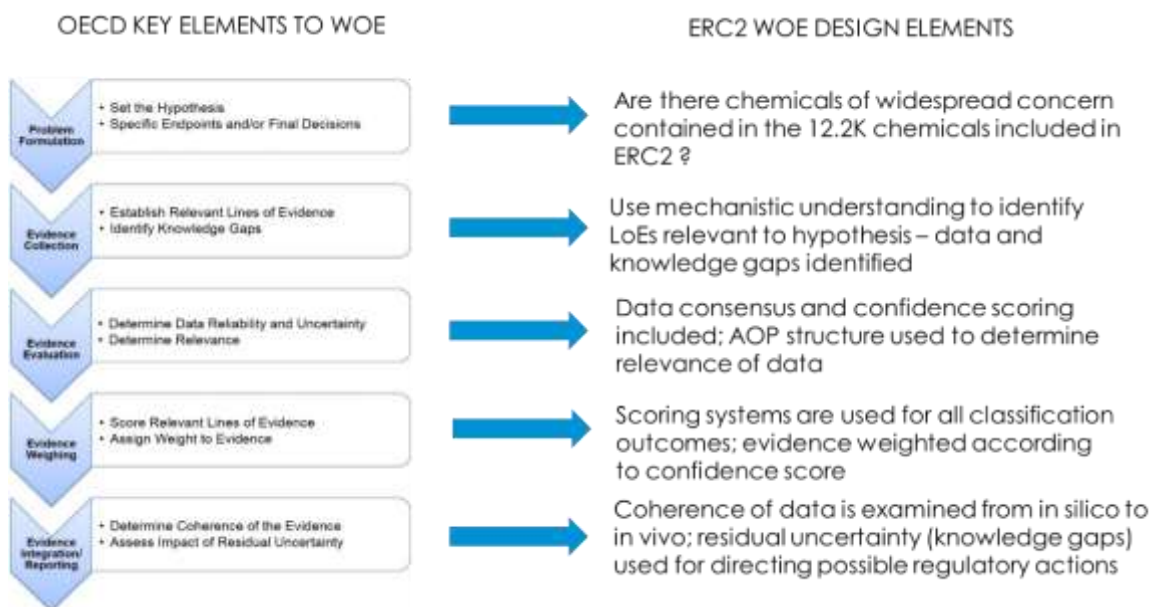 OECD KEY ELEMENTS TO WOE
ERC2 WOE DESIGN ELEMENTS
Problem
Formulation
• Set the Hypothesis
• Specific Endpoints and/or Final Decisions
Are there chemicals of widespread concern
contained in the 12.2K chemicals included in
ERC2 ?
Evidence
Collection
• Establish Relevant Lines of Evidence
• Identify Knowledge Gaps
Use mechanistic understanding to identify
LoEs relevant to hypothesis – data and
knowledge gaps identified
Evidence
Evaluation
• Determine Data Reliability and Uncertainty
• Determine Relevance
Data consensus and confidence scoring
included; AOP structure used to determine
relevance of data
Evidence
Weighing
• Score Relevant Lines of Evidence
• Assign Weight to Evidence
Scoring systems are used for all classification
outcomes; evidence weighted according
to confidence score
Evidence
Integration/
Reporting
• Determine Coherence of the Evidence
• Assess Impact of Residual Uncertainty
Coherence of data is examined from in silico to
in vivo; residual uncertainty (knowledge gaps)
used for directing possible regulatory actions